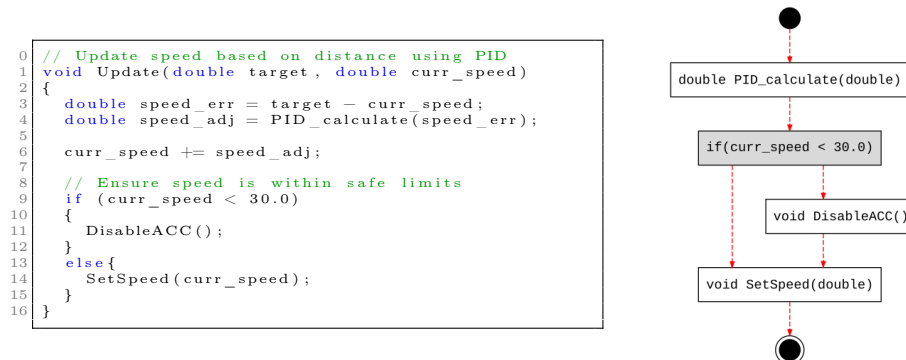 0 // Update speed based on distance using PID
1 void Update(double target, double curr_speed)
2 {
3 double speed_err = target − curr_speed;
4 double speed_adj = PID_calculate(speed_err);
5
6 curr_speed += speed_adj;
7
8 // Ensure speed is within safe limits
9 if (curr_speed < 30.0)
10 {
11 DisableACC();
12 }
13 else{
14 SetSpeed(curr_speed);
15 }
16 }
double PID_calculate(double)
if(curr_speed < 30.0)
void DisableACC()
void SetSpeed(double)